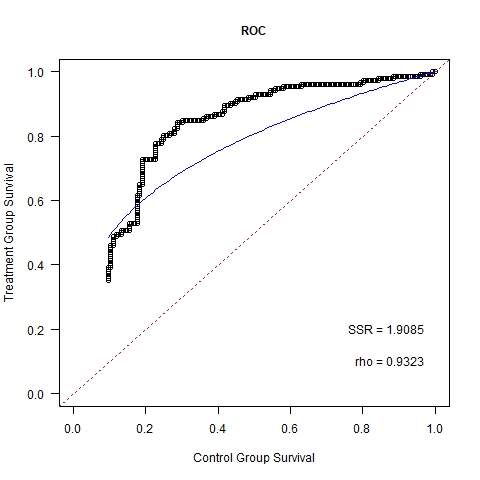 ROC
1.0
0.8
0.6
0.4
0.2
0.0
Treatment Group Survival
SSR = 1.9085
rho = 0.9323
0.0 0.2 0.4 0.6 0.8 1.0
Control Group Survival